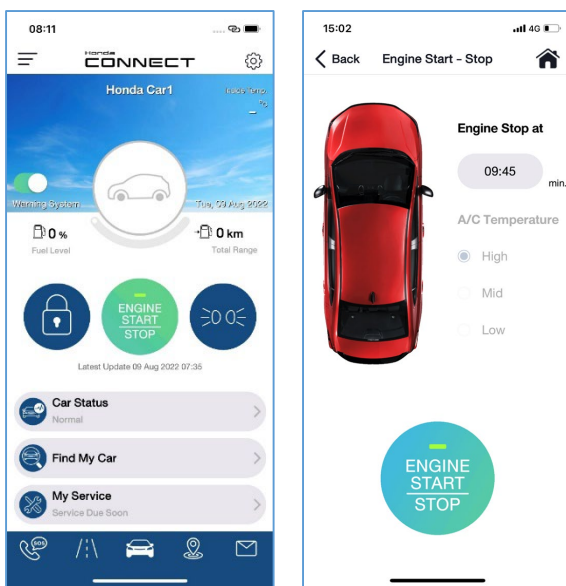 08:11
Honda
CONNECT
Honda Car1
Inside Temp
Warning System
Tue, 09 Aug 2022
0 %
Fuel Level
0 km
Total Range
ENGINE
START
STOP
Latest Update 09 Aug 2022 07:35
Car Status
Normal
Find My Car
My Service
Service Due Soon
SOS
15:02
4G
Back
Engine Start - Stop
Engine Stop at
09:45
min.
A/C Temperature
High
Mid
Low
ENGINE
START
STOP